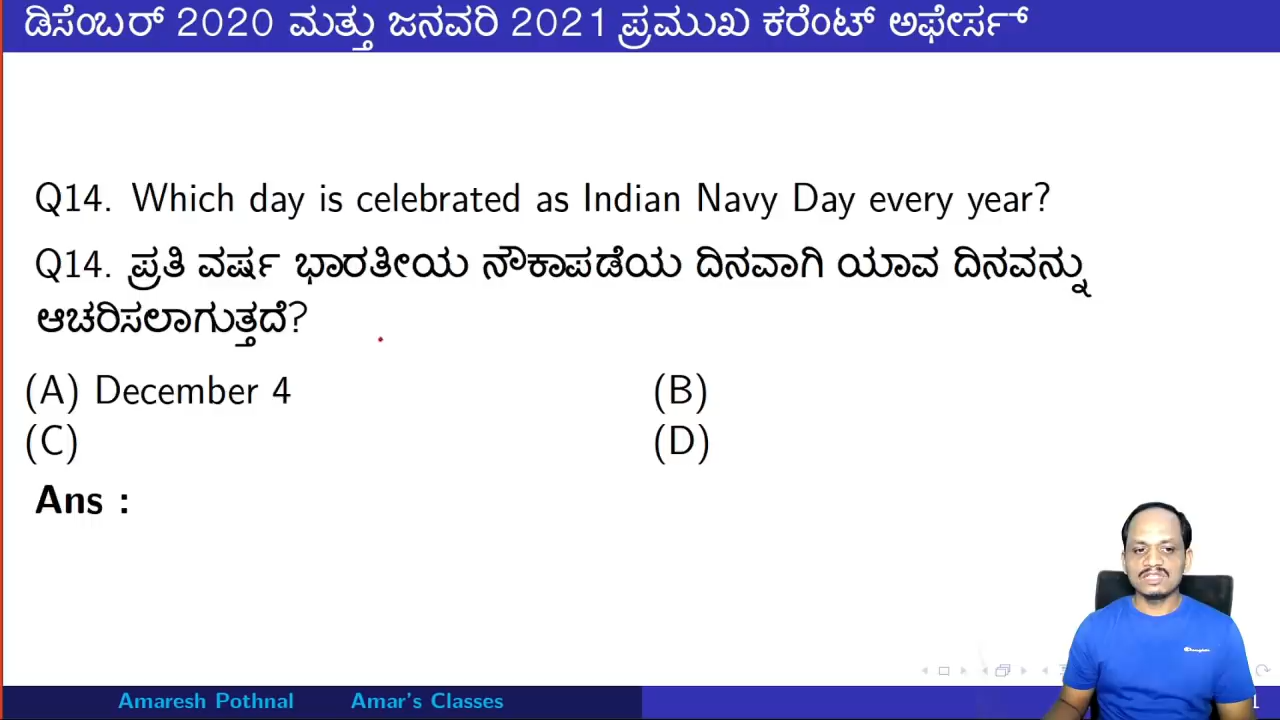 ಡಿಸೆಂಬರ್ 2020 ಮತ್ತು ಜನವರಿ 2021 ಪ್ರಮುಖ ಕರೆಂಟ್ ಅಫೇರ್ಸ್
Q14. Which day is celebrated as Indian Navy Day every year?
Q14. ಪ್ರತಿ ವರ್ಷ ಭಾರತೀಯ ನೌಕಾಪಡೆಯ ದಿನವಾಗಿ ಯಾವ ದಿನವನ್ನು
ಆಚರಿಸಲಾಗುತ್ತದೆ?
(A) December 4 (B)
(C) (D)
Ans :
Amaresh Pothnal Amar's Classes